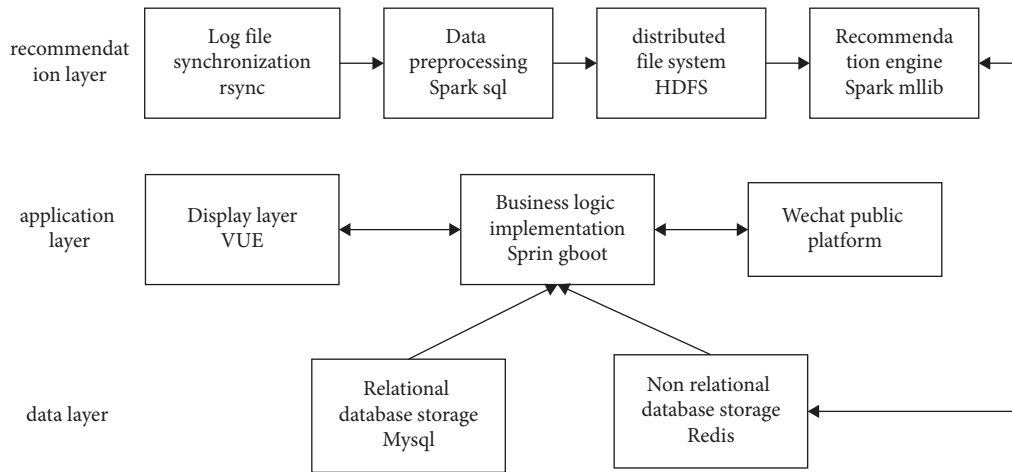 recommendat
ion layer
Log file
synchronization
rsync
Data
preprocessing
Spark sql
distributed
file system
HDFS
Recommenda
tion engine
Spark mllib
application
layer
Display layer
VUE
Business logic
implementation
Sprin gboot
Wechat public
platform
data layer
Relational
database storage
Mysql
Non relational
database storage
Redis